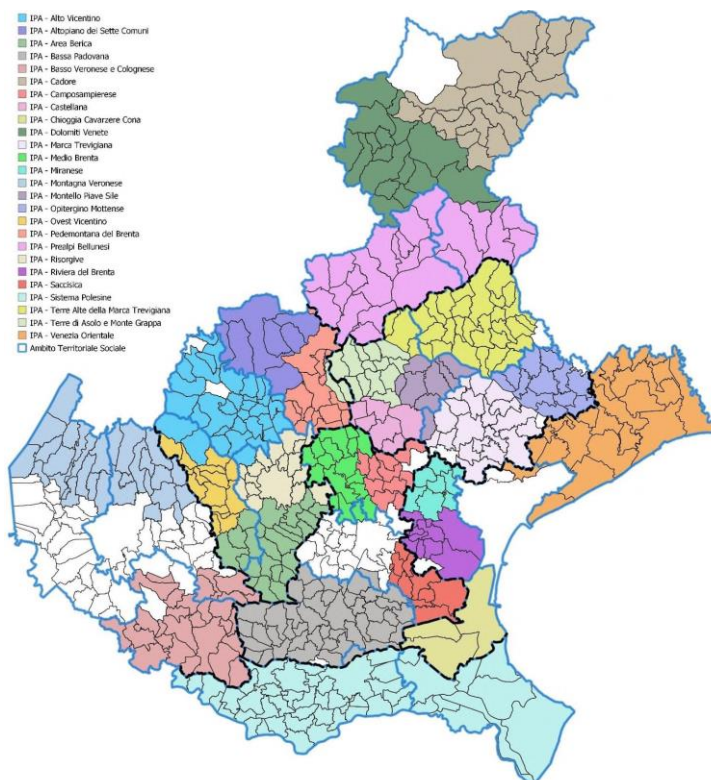 IPA - Alto Vicentino
IPA - Altopiano dei Sette Comuni
IPA - Area Berica
IPA - Bassa Padovana
IPA - Basso Veronese e Colognese
IPA - Cadore
IPA - Camposampierese
IPA - Castellana
IPA - Chioggia Cavarzere Cona
IPA - Dolomiti Venete
IPA - Marca Trevigiana
IPA - Medio Brenta
IPA - Miranese
IPA - Montagna Veronese
IPA - Montello Piave Sile
IPA - Opitergino Mottense
IPA - Ovest Vicentino
IPA - Pedemontana del Brenta
IPA - Prealpi Bellunesi
IPA - Risorgive
IPA - Riviera del Brenta
IPA - Saccisica
IPA - Sistema Polesine
IPA - Terre Alte della Marca Trevigiana
IPA - Terre di Asolo e Monte Grappa
IPA - Venezia Orientale
Ambito Territoriale Sociale